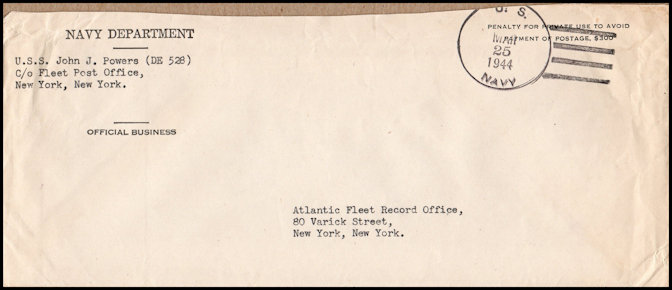 NAVY DEPARTMENT
U.S.S. John J. Powers (DE 528)
C/o Fleet Post Office,
New York, New York.
OFFICIAL BUSINESS
U. S.
MAY
25
1944
NAVY
PENALTY FOR PRIVATE USE TO AVOID
PAYMENT OF POSTAGE, $300
Atlantic Fleet Record Office,
80 Varick Street,
New York, New York.